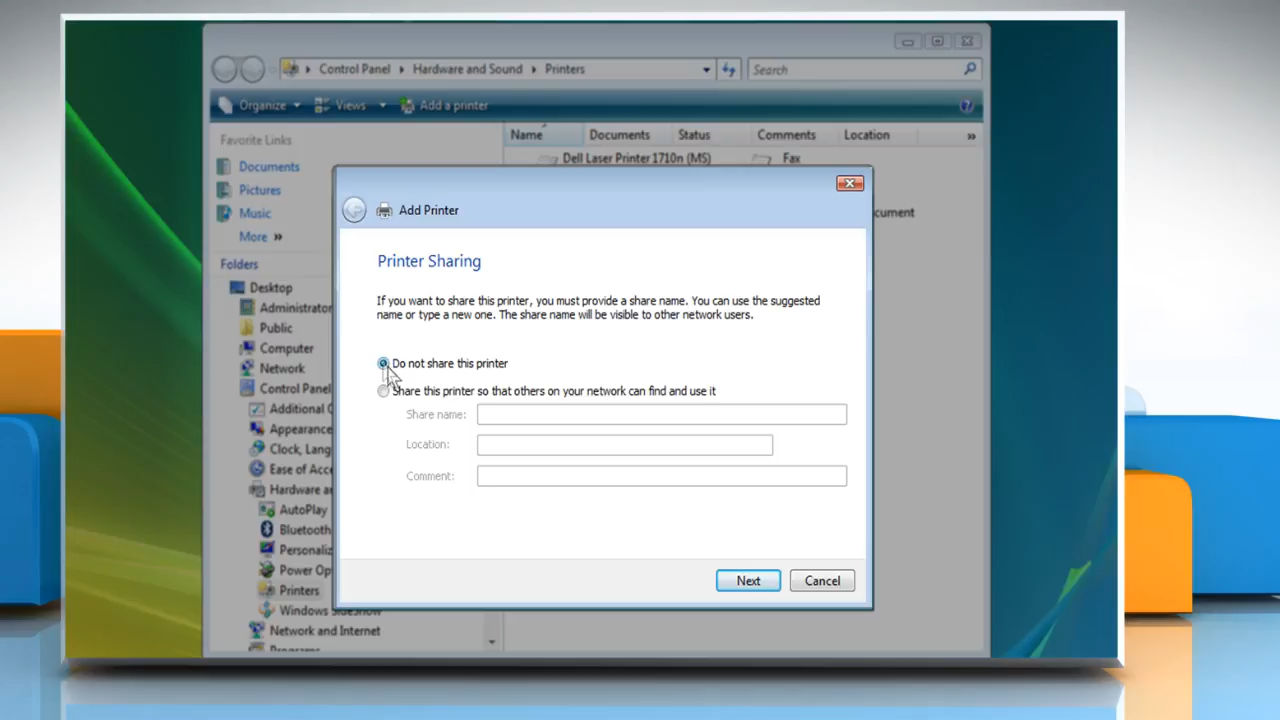 Control Panel
Hardware and Sound
Printers
Search
Organize
Views
Add a printer
Favorite Links
Documents
Pictures
Music
More »
Folders
Desktop
Administrator
Public
Computer
Network
Control Panel
Additional
Appearance
Clock, Lang
Ease of Acce
Hardware an
AutoPlay
Bluetooth
Personaliz
Power Op
Printers
Windows SideShow
Network and Internet
Programs
Name
Documents
Status
Comments
Location
»
Dell Laser Printer 1710n (MS)
Fax
cument
Add Printer
Printer Sharing
If you want to share this printer, you must provide a share name. You can use the suggested
name or type a new one. The share name will be visible to other network users.
Do not share this printer
Share this printer so that others on your network can find and use it
Share name:
Location:
Comment:
Next
Cancel